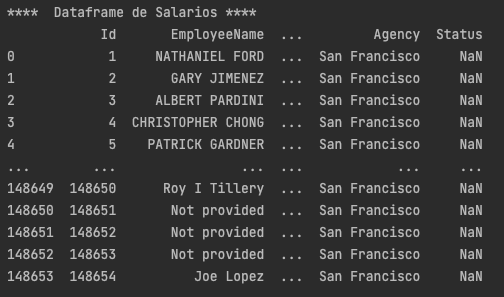 **** Dataframe de Salarios ****
Id EmployeeName ... Agency Status
0 1 NATHANIEL FORD ... San Francisco NaN
1 2 GARY JIMENEZ ... San Francisco NaN
2 3 ALBERT PARDINI ... San Francisco NaN
3 4 CHRISTOPHER CHONG ... San Francisco NaN
4 5 PATRICK GARDNER ... San Francisco NaN
... ... ... ... ... ...
148649 148650 Roy I Tillery ... San Francisco NaN
148650 148651 Not provided ... San Francisco NaN
148651 148652 Not provided ... San Francisco NaN
148652 148653 Not provided ... San Francisco NaN
148653 148654 Joe Lopez ... San Francisco NaN